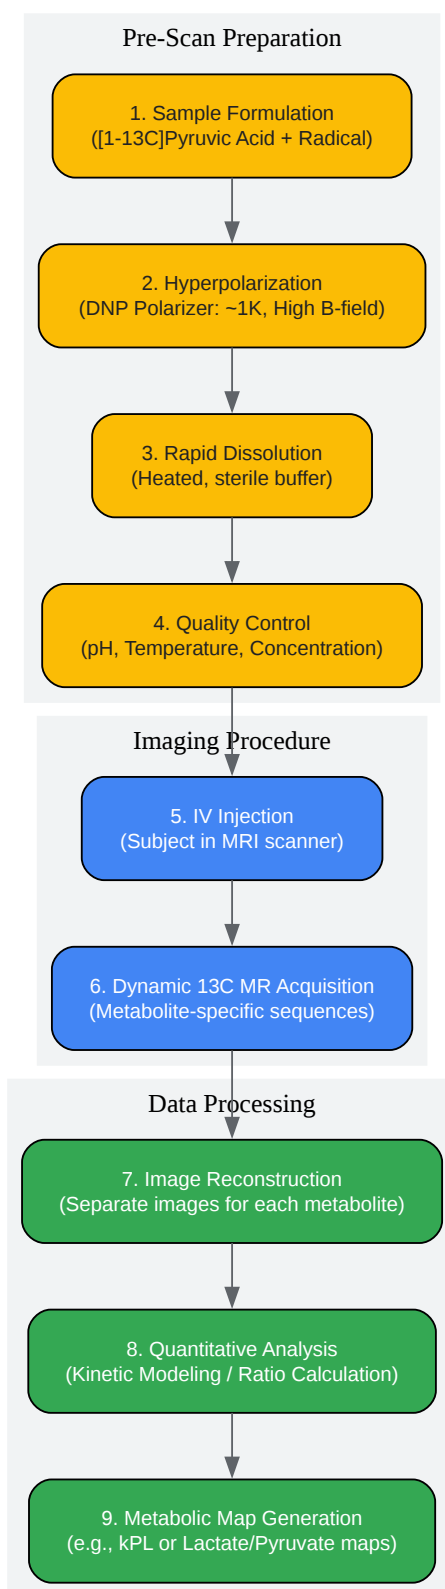 Pre-Scan Preparation
1. Sample Formulation
([1-13C]Pyruvic Acid + Radical)
2. Hyperpolarization
(DNP Polarizer: ~1K, High B-field)
3. Rapid Dissolution
(Heated, sterile buffer)
4. Quality Control
(pH, Temperature, Concentration)
Imaging Procedure
5. IV Injection
(Subject in MRI scanner)
6. Dynamic 13C MR Acquisition
(Metabolite-specific sequences)
Data Processing
7. Image Reconstruction
(Separate images for each metabolite)
8. Quantitative Analysis
(Kinetic Modeling / Ratio Calculation)
9. Metabolic Map Generation
(e.g., kPL or Lactate/Pyruvate maps)